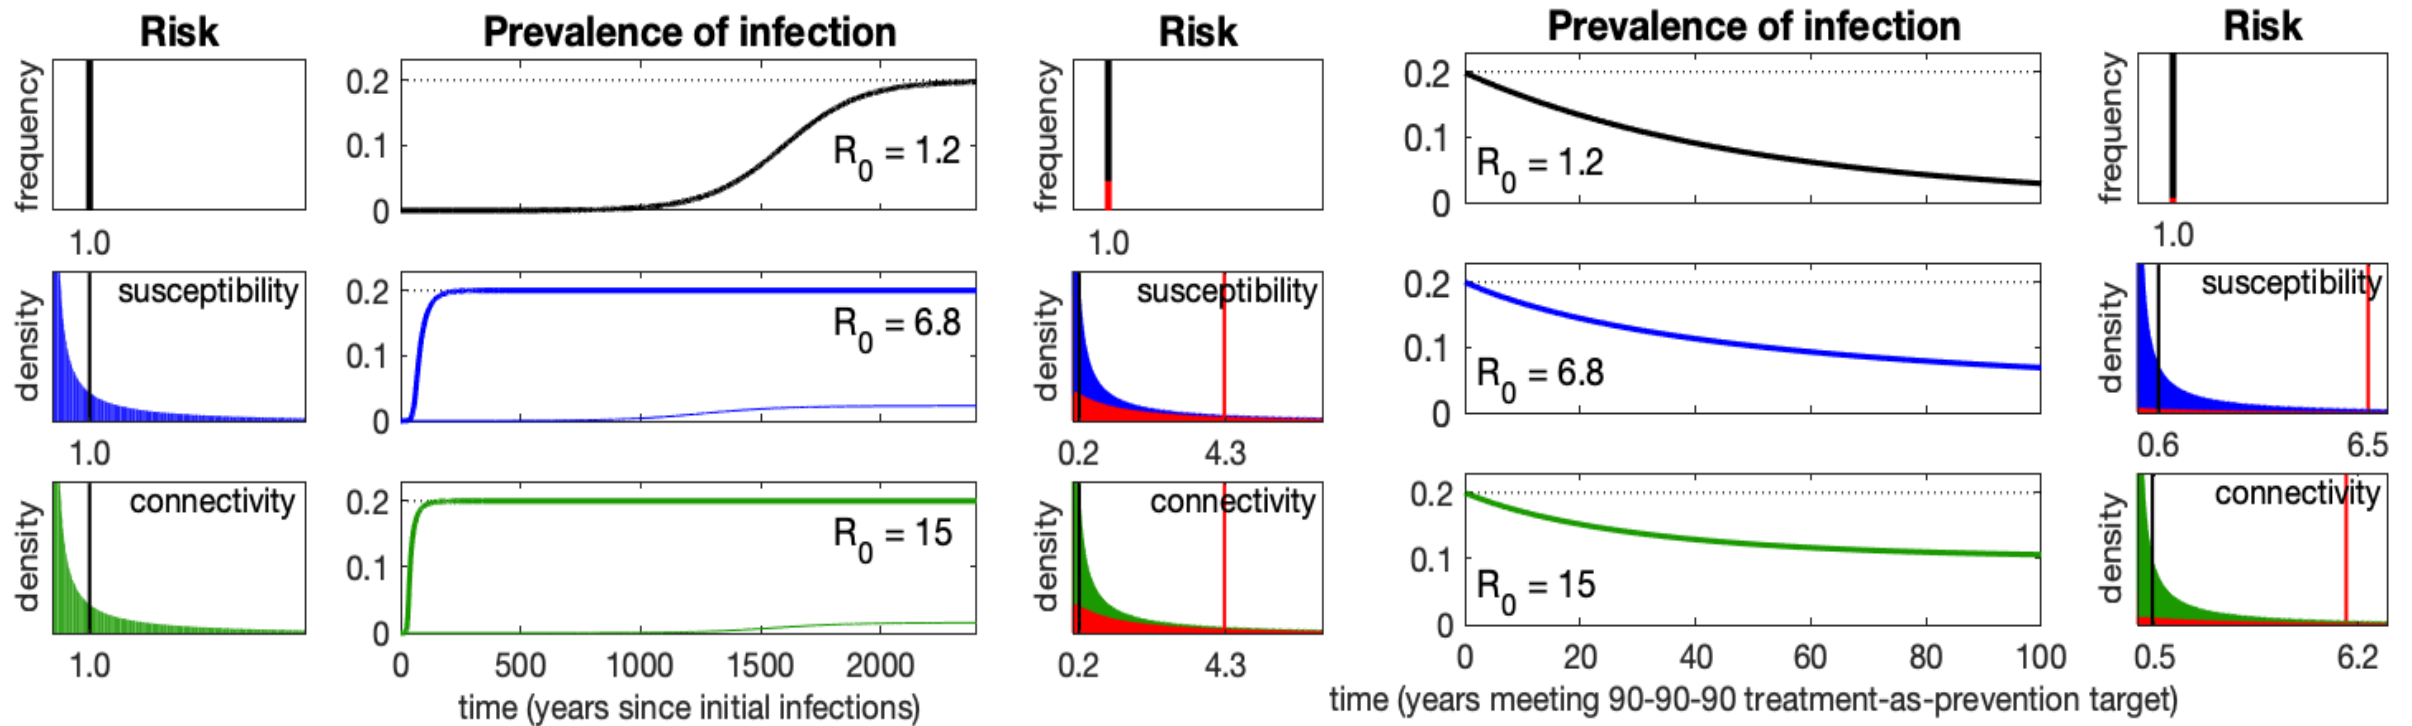 Risk
Prevalence of infection
Risk
Prevalence of infection
Risk
frequency
1.0
0.2
0.1
0
R0 = 1.2
frequency
1.0
0.2
0.1
0
R0 = 1.2
frequency
1.0
density
susceptibility
1.0
0.2
0.1
0
R0 = 6.8
density
susceptibility
0.2 4.3
0.2
0.1
0
R0 = 6.8
density
susceptibility
0.6 6.5
density
connectivity
1.0
0.2
0.1
0
R0 = 15
0 500 1000 1500 2000
time (years since initial infections)
density
connectivity
0.2 4.3
0.2
0.1
0
R0 = 15
0 20 40 60 80 100
time (years meeting 90-90-90 treatment-as-prevention target)
density
connectivity
0.5 6.2